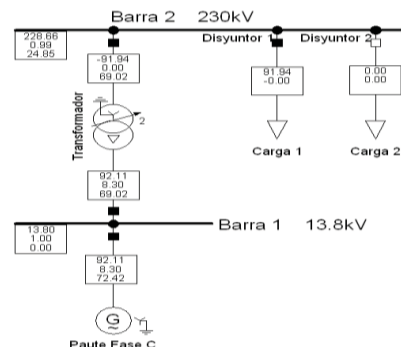 Barra 2 230kV
228.66
0.99
24.85
Disyuntor 1
Disyuntor 2
-91.94
0.00
69.02
91.94
-0.00
0.00
0.00
Transformador
2
Carga 1
Carga 2
92.11
8.30
69.02
Barra 1 13.8kV
13.80
1.00
0.00
92.11
8.30
72.42
G
~
Paute Fase C